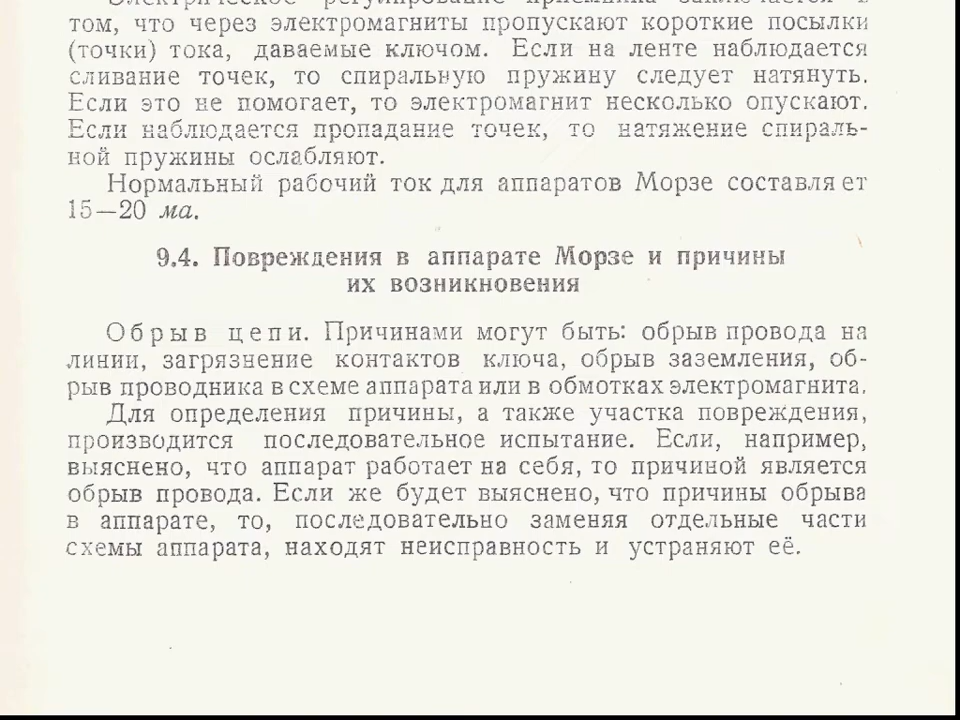 Электрическое регулирование приёмника заключается в
том, что через электромагниты пропускают короткие посылки
(точки) тока, даваемые ключом. Если на ленте наблюдается
сливание точек, то спиральную пружину следует натянуть.
Если это не помогает, то электромагнит несколько опускают.
Если наблюдается пропадание точек, то натяжение спираль-
ной пружины ослабляют.
Нормальный рабочий ток для аппаратов Морзе составляет
15—20 ма.
9.4. Повреждения в аппарате Морзе и причины
их возникновения
Обрыв цепи. Причинами могут быть: обрыв провода на
линии, загрязнение контактов ключа, обрыв заземления, об-
рыв проводника в схеме аппарата или в обмотках электромагнита.
Для определения причины, а также участка повреждения,
производится последовательное испытание. Если, например,
выяснено, что аппарат работает на себя, то причиной является
обрыв провода. Если же будет выяснено, что причины обрыва
в аппарате, то, последовательно заменяя отдельные части
схемы аппарата, находят неисправность и устраняют её.